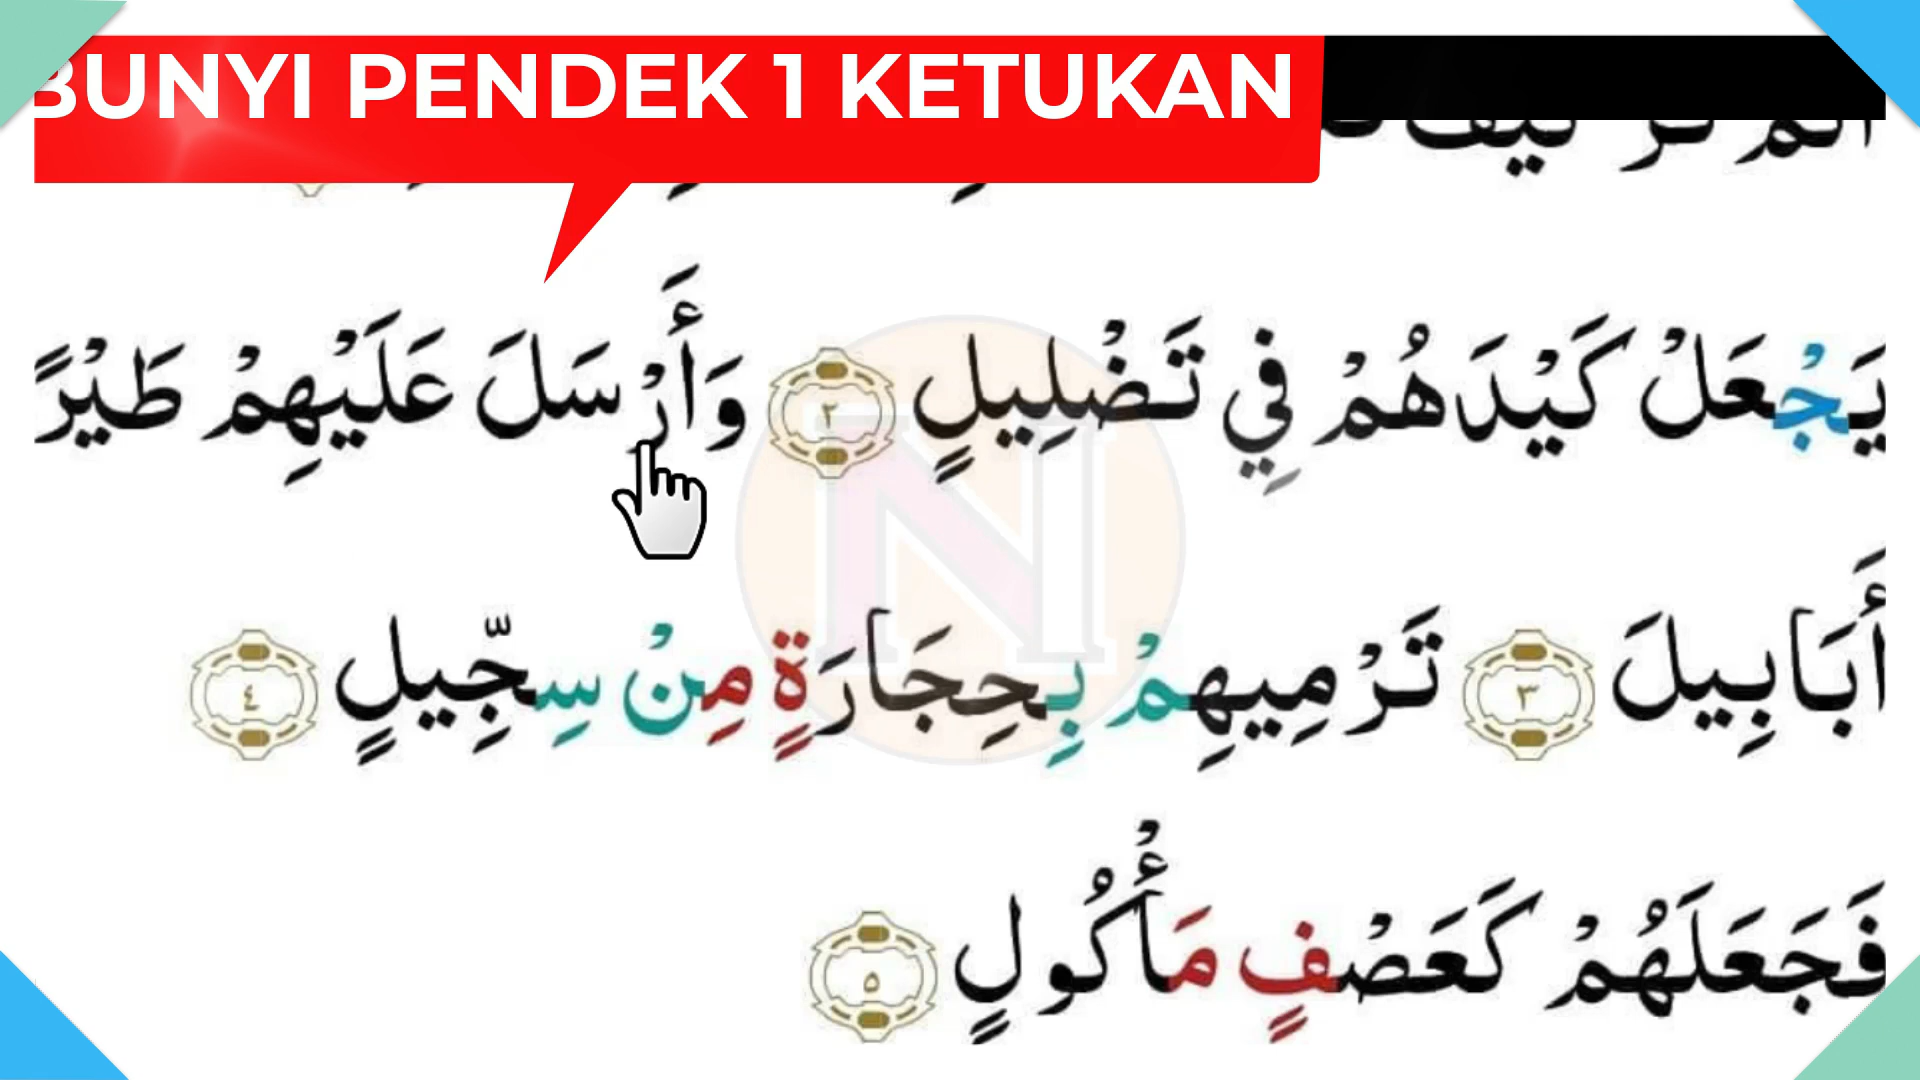 BUNYI PENDEK 1 KETUKAN
يَجْعَلْ كَيْدَهُمْ فِي تَضْلِيلٍ ٢ وَأَرْسَلَ عَلَيْهِمْ طَيْرً
أَبَابِيلَ ٣ تَرْمِيهِمْ بِحِجَارَةٍ مِنْ سِجِّيلٍ ٤
فَجَعَلَهُمْ كَعَصْفٍ مَأْكُولٍ ٥
N